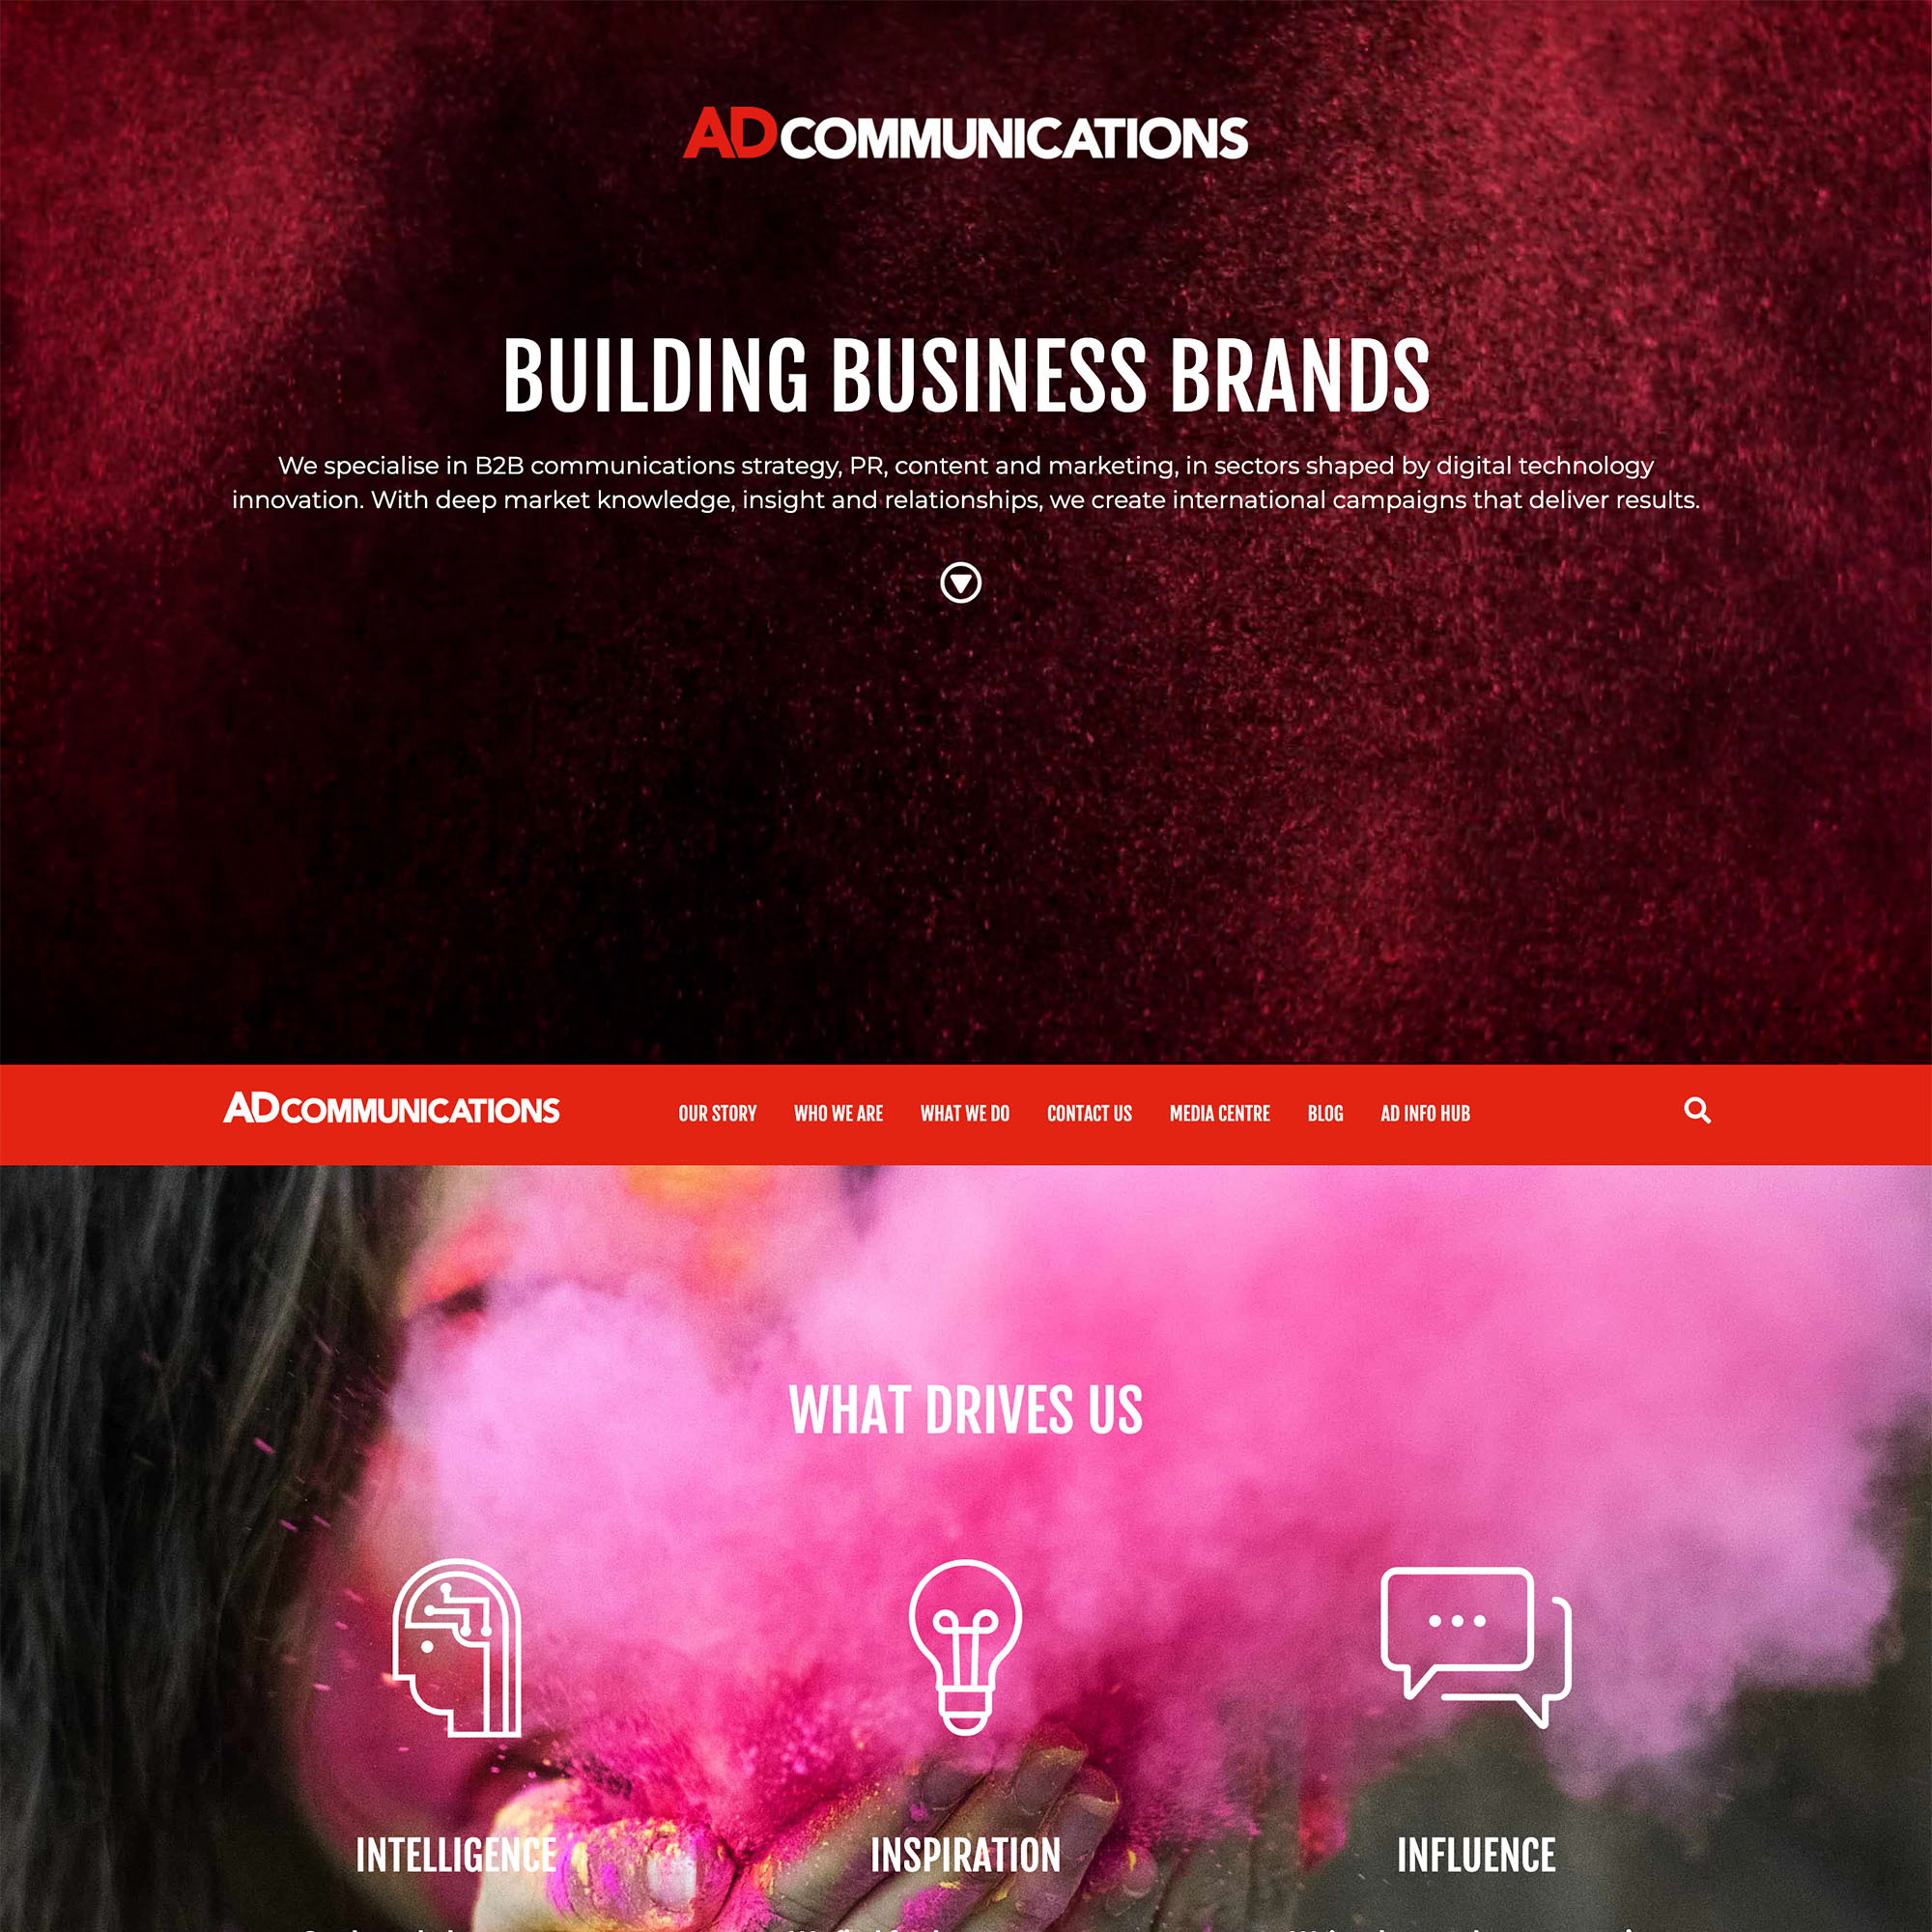 ADCOMMUNICATIONS
BUILDING BUSINESS BRANDS
We specialise in B2B communications strategy, PR, content and marketing, in sectors shaped by digital technology
innovation. With deep market knowledge, insight and relationships, we create international campaigns that deliver results.
ADCOMMUNICATIONS OUR STORY WHO WE ARE WHAT WE DO CONTACT US MEDIA CENTRE BLOG AD INFO HUB
WHAT DRIVES US
INTELLIGENCE INSPIRATION INFLUENCE